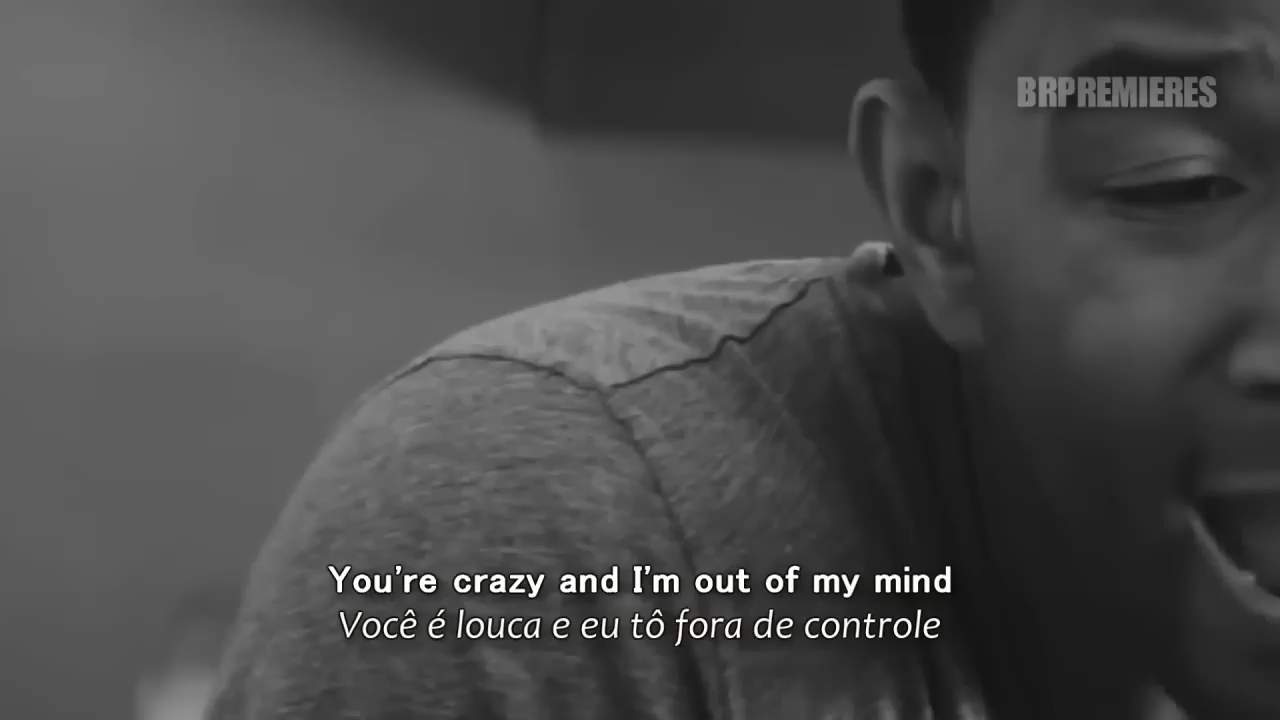 BRPREMIERES
You're crazy and I'm out of my mind
Você é louca e eu tô fora de controle